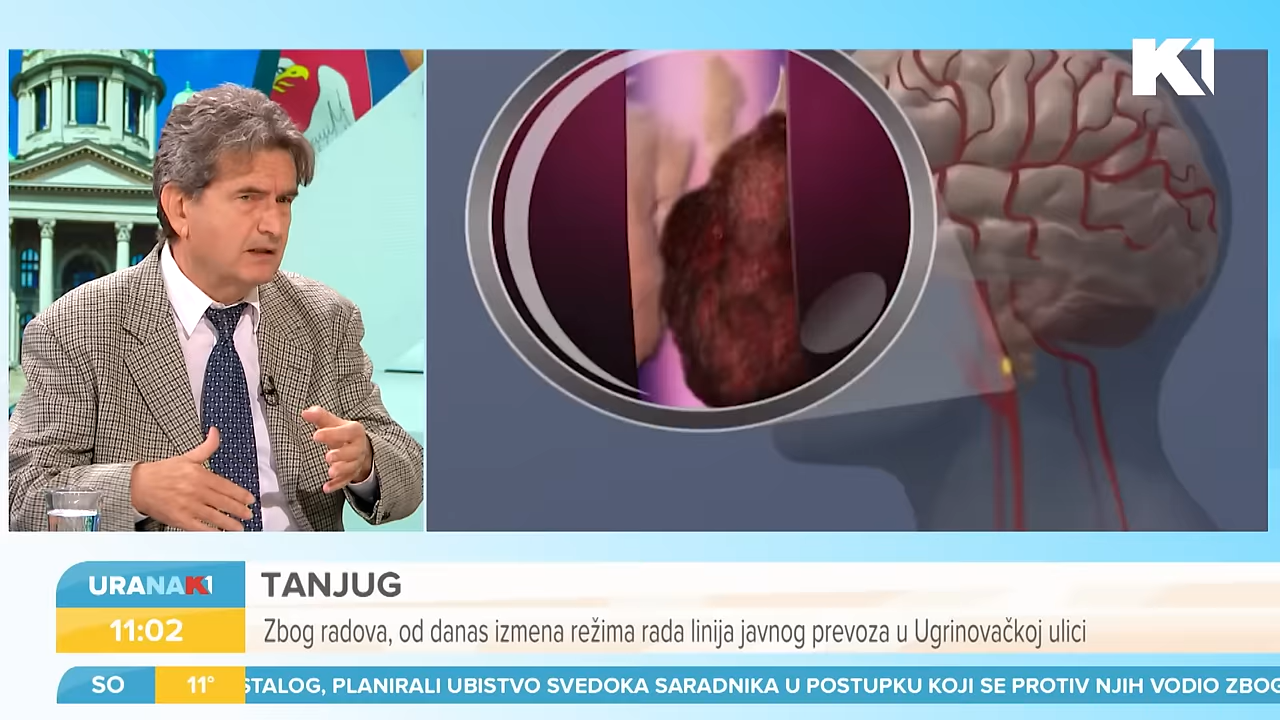 K1
URANAK1
TANJUG
11:02
Zbog radova, od danas izmena režima rada linija javnog prevoza u Ugrinovačkoj ulici
SO
11°
STALOG, PLANIRALI UBISTVO SVEDOKA SARADNIKA U POSTUPKU KOJI SE PROTIV NJIH VODIO ZBOG